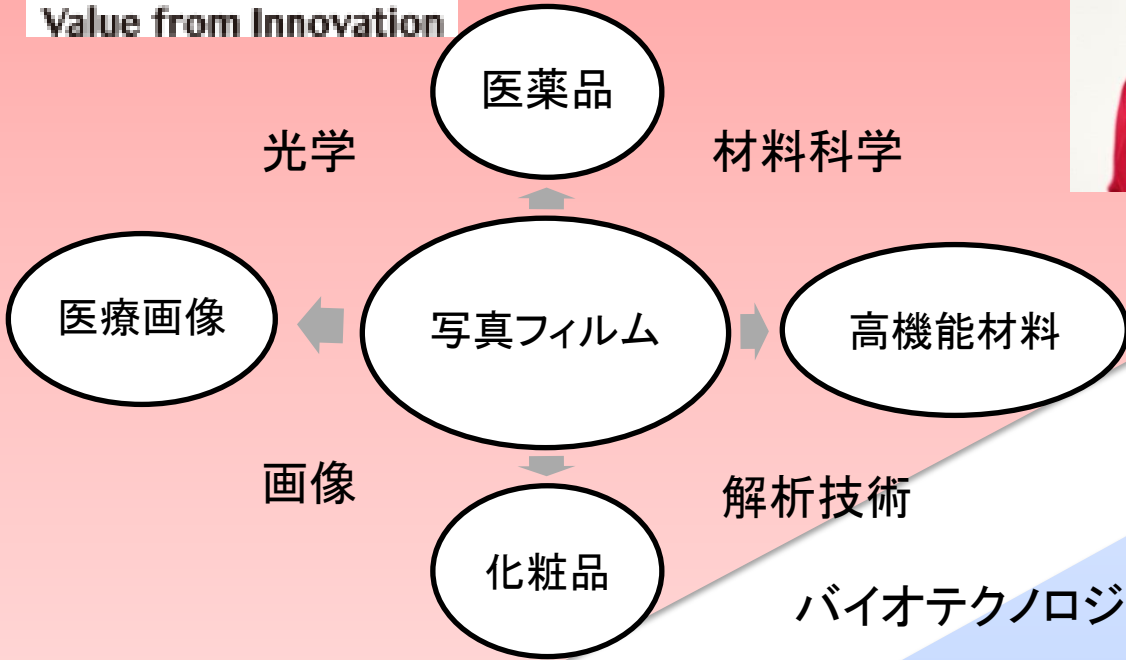 Value from Innovation
医薬品
光学
材料科学
医療画像
写真フィルム
高機能材料
画像
解析技術
化粧品
バイオテクノロジ